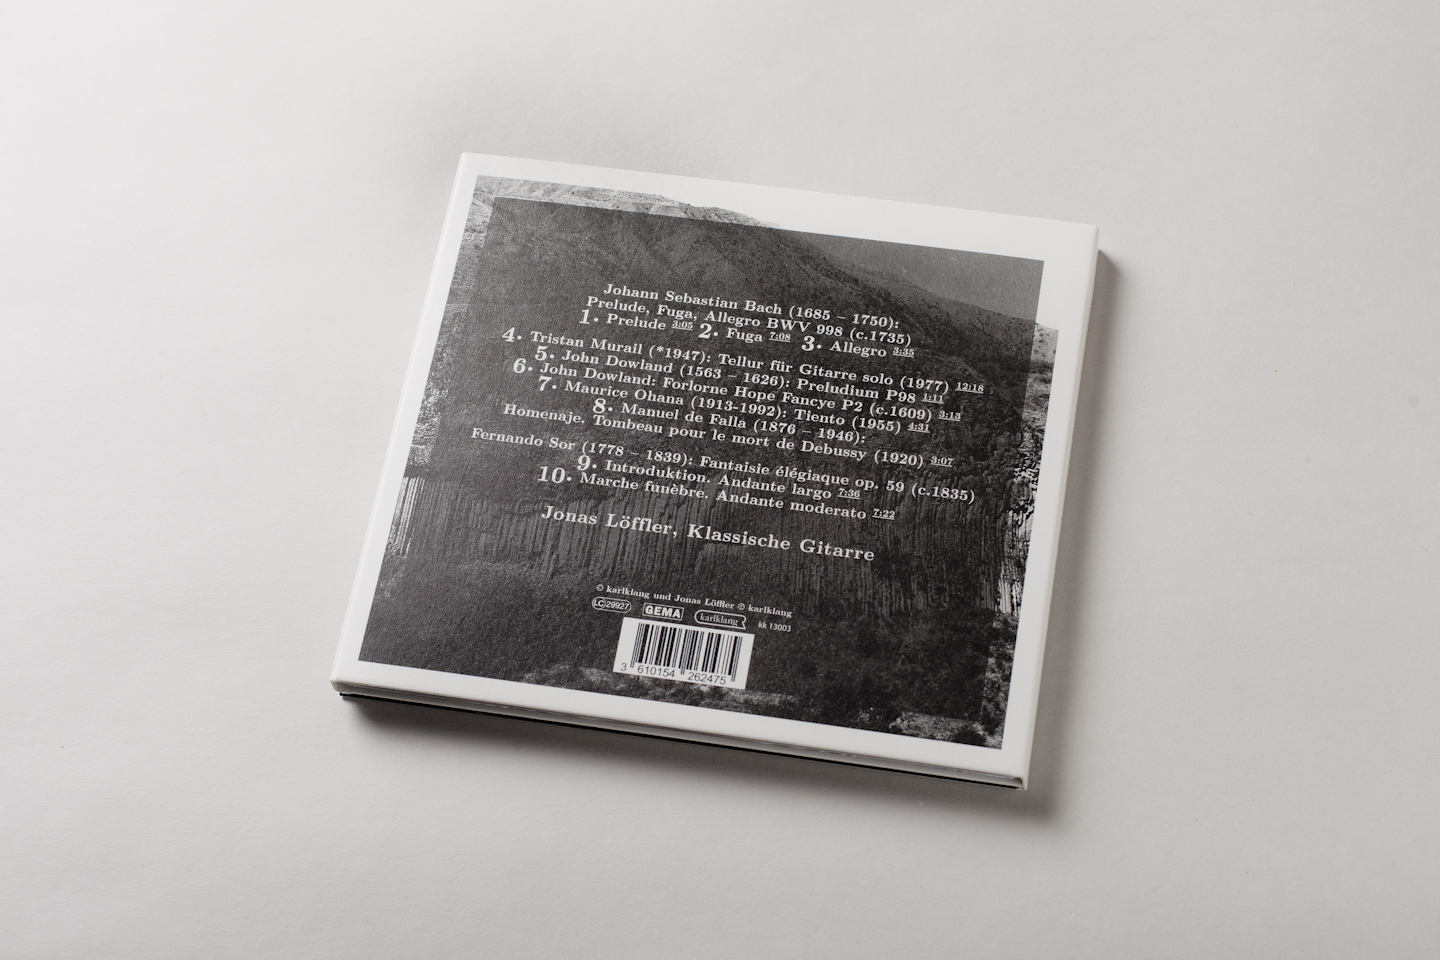 Johann Sebastian Bach (1685 – 1750):
Prelude, Fuga, Allegro BWV 998 (c.1735)
1. Prelude 3:05 2. Fuga 7:08 3. Allegro 3:35
4. Tristan Murail (*1947): Tellur für Gitarre solo (1977) 12:18
5. John Dowland (1563 – 1626): Preludium P98 1:11
6. John Dowland: Forlorne Hope Fancye P2 (c.1609) 3:13
7. Maurice Ohana (1913-1992): Tiento (1955) 4:31
8. Manuel de Falla (1876 – 1946):
Homenaje. Tombeau pour le mort de Debussy (1920) 3:07
Fernando Sor (1778 – 1839): Fantaisie élégiaque op. 59 (c.1835)
9. Introduktion. Andante largo 7:36
10. Marche funèbre. Andante moderato 7:22
Jonas Löffler, Klassische Gitarre
© karlklang und Jonas Löffler ℗ karlklang
LC 29927 GEMA karlklang kk 13003
3 610154 262475